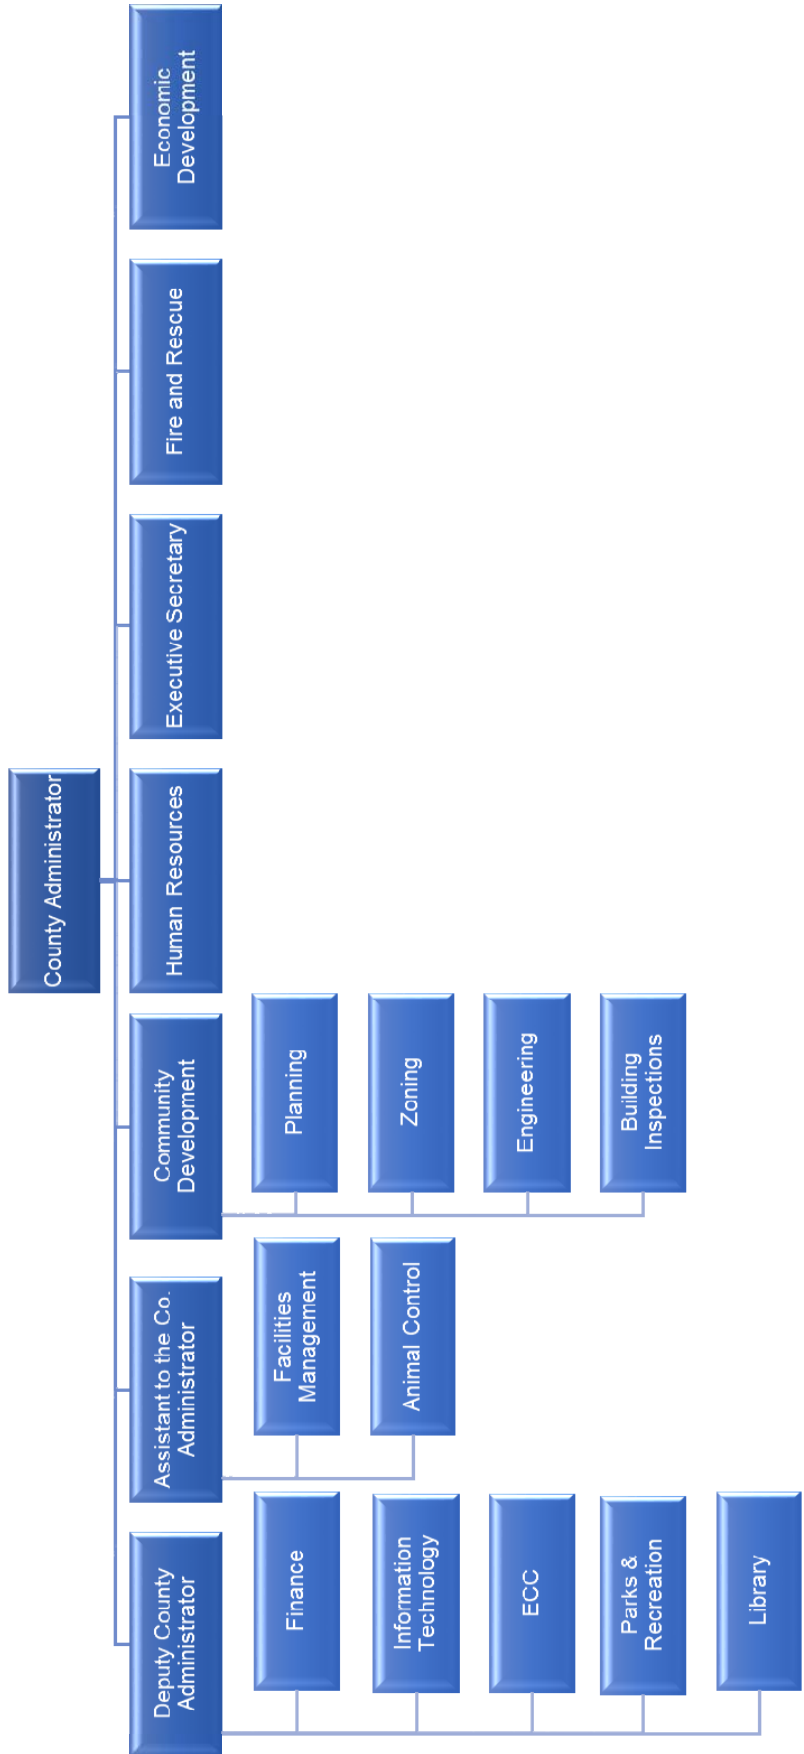 County Administrator
Deputy County
Administrator
Assistant to the Co.
Administrator
Community
Development
Human Resources
Executive Secretary
Fire and Rescue
Economic
Development
Finance
Information
Technology
ECC
Parks &
Recreation
Library
Facilities
Management
Animal Control
Planning
Zoning
Engineering
Building
Inspections